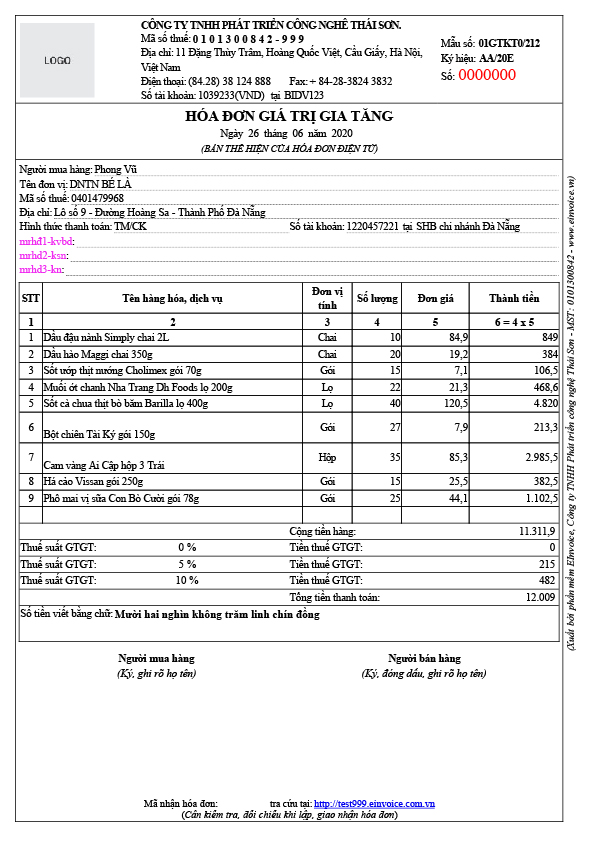 LOGO
CÔNG TY TNHH PHÁT TRIỂN CÔNG NGHỆ THÁI SƠN.
Mã số thuế: 0 1 0 1 3 0 0 8 4 2 - 9 9 9
Địa chỉ: 11 Đặng Thùy Trâm, Hoàng Quốc Việt, Cầu Giấy, Hà Nội,
Việt Nam
Điện thoại: (84.28) 38 124 888 Fax: + 84-28-3824 3832
Số tài khoản: 1039233(VND) tại BIDV123
Mẫu số: 01GTKT0/212
Ký hiệu: AA/20E
Số: 0000000
HÓA ĐƠN GIÁ TRỊ GIA TĂNG
Ngày 26 tháng 06 năm 2020
(BẢN THỂ HIỆN CỦA HÓA ĐƠN ĐIỆN TỬ)
Người mua hàng: Phong Vũ
Tên đơn vị: DNTN BÉ LÀ
Mã số thuế: 0401479968
Địa chỉ: Lô số 9 - Đường Hoàng Sa - Thành Phố Đà Nẵng
Hình thức thanh toán: TM/CK Số tài khoản: 1220457221 tại SHB chi nhánh Đà Nẵng
mrhđ1-kvbd:
mrhd2-ksn:
mrhd3-kn:
STT Tên hàng hóa, dịch vụ Đơn vị tính Số lượng Đơn giá Thành tiền
1 2 3 4 5 6 = 4 x 5
1 Dầu đậu nành Simply chai 2L Chai 10 84,9 849
2 Dầu hào Maggi chai 350g Chai 20 19,2 384
3 Sốt ướp thịt nướng Cholimex gói 70g Gói 15 7,1 106,5
4 Muối ớt chanh Nha Trang Dh Foods lọ 200g Lọ 22 21,3 468,6
5 Sốt cà chua thịt bò bằm Barilla lọ 400g Lọ 40 120,5 4.820
6 Bột chiên Tài Ký gói 150g Gói 27 7,9 213,3
7 Cam vàng Ai Cập hộp 3 Trái Hộp 35 85,3 2.985,5
8 Há cảo Vissan gói 250g Gói 15 25,5 382,5
9 Phô mai vị sữa Con Bò Cười gói 78g Gói 25 44,1 1.102,5
Cộng tiền hàng: 11.311,9
Thuế suất GTGT: 0 % Tiền thuế GTGT: 0
Thuế suất GTGT: 5 % Tiền thuế GTGT: 215
Thuế suất GTGT: 10 % Tiền thuế GTGT: 482
Tổng tiền thanh toán: 12.009
Số tiền viết bằng chữ: Mười hai nghìn không trăm linh chín đồng
Người mua hàng Người bán hàng
(Ký, ghi rõ họ tên) (Ký, đóng dấu, ghi rõ họ tên)
Mã nhận hóa đơn: tra cứu tại: http://test999.einvoice.com.vn
(Cần kiểm tra, đối chiếu khi lập, giao nhận hóa đơn)
(Xuất bởi phần mềm EInvoice, Công ty TNHH Phát triển công nghệ Thái Sơn - MST: 0101300842 - www.einvoice.vn)